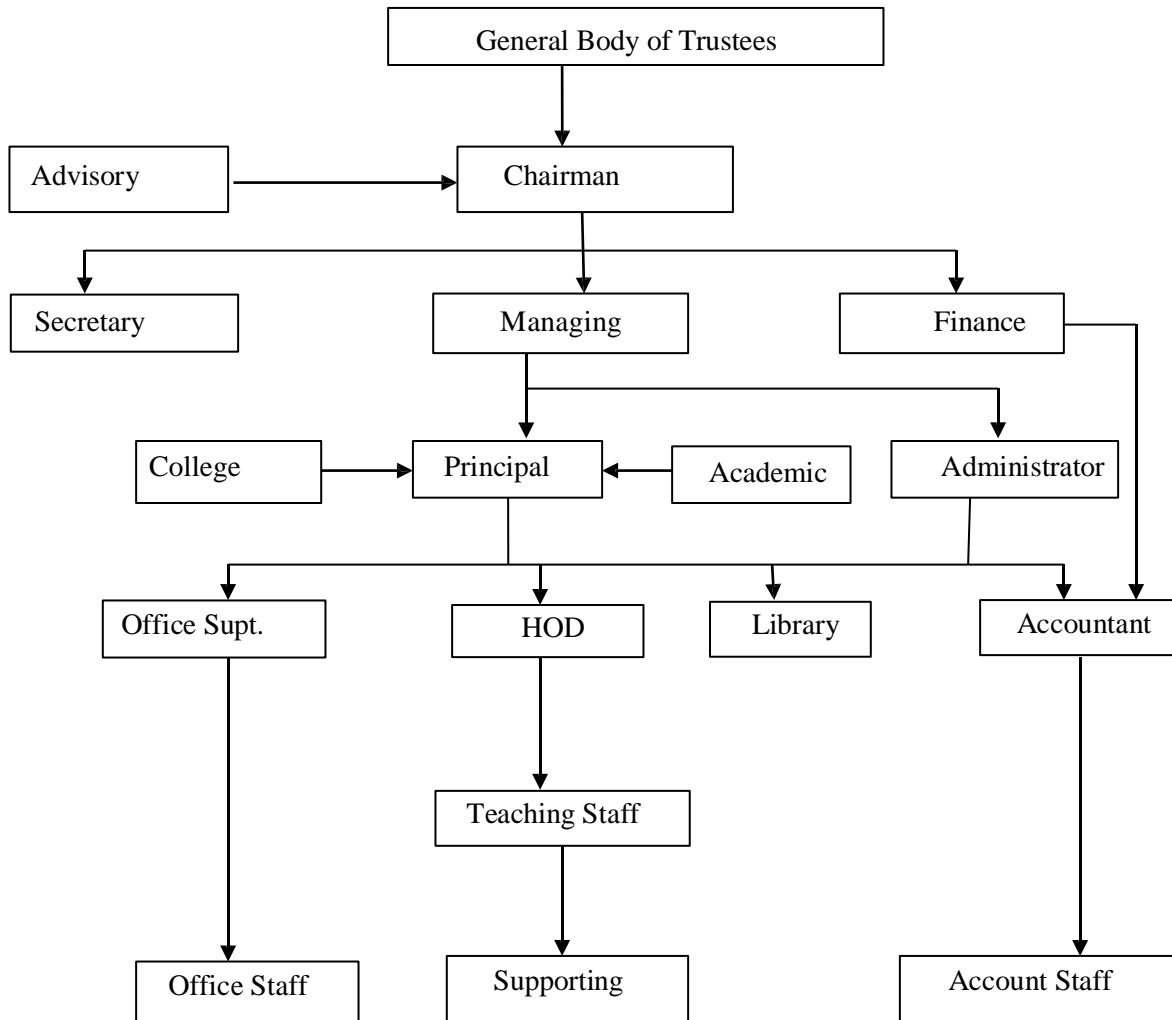 General Body of Trustees
Advisory
Chairman
Secretary
Managing
Finance
College
Principal
Academic
Administrator
Office Supt.
HOD
Library
Accountant
Teaching Staff
Office Staff
Supporting
Account Staff